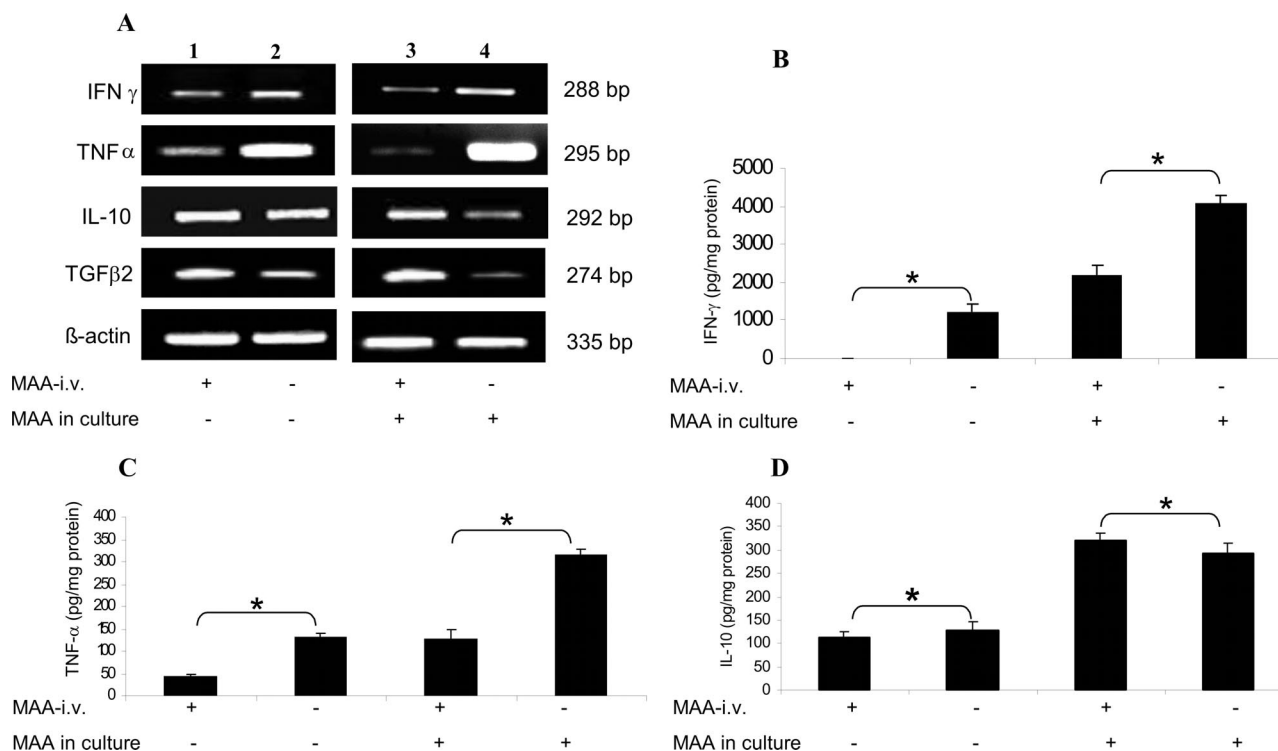 A
1 2 3 4
IFN γ 288 bp
TNF α 295 bp
IL-10 292 bp
TGFβ2 274 bp
ß-actin 335 bp
MAA-i.v. + - + -
MAA in culture - - + +
B
IFN-γ (pg/mg protein)
5000
4000
3000
2000
1000
0
*
*
MAA-i.v. + - + -
MAA in culture - - + +
C
TNF-α (pg/mg protein)
400
350
300
250
200
150
100
50
0
*
*
MAA-i.v. + - + -
MAA in culture - - + +
D
IL-10 (pg/mg protein)
400
350
300
250
200
150
100
50
0
*
*
MAA-i.v. + - + -
MAA in culture - - + +